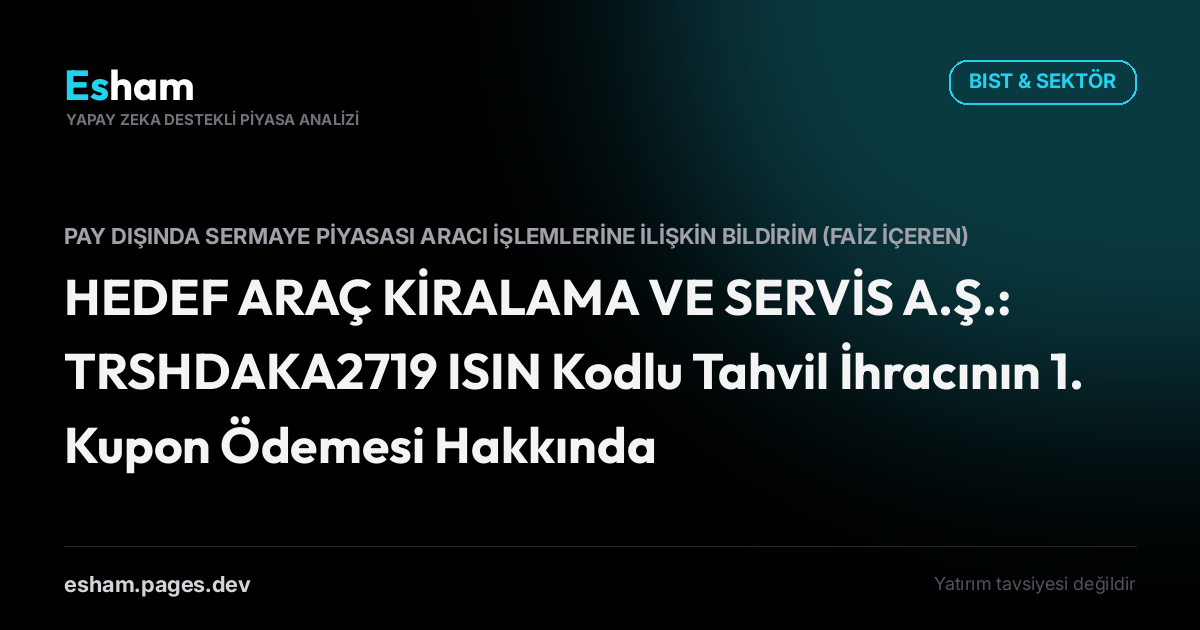 Esham
YAPAY ZEKA DESTEKLİ PİYASA ANALİZİ
BIST & SEKTÖR
PAY DIŞINDA SERMAYE PİYASASI ARACI İŞLEMLERİNE İLİŞKİN BİLDİRİM (FAİZ İÇEREN)
HEDEF ARAÇ KİRALAMA VE SERVİS A.Ş.:
TRSHDAKA2719 ISIN Kodlu Tahvil İhracının 1.
Kupon Ödemesi Hakkında
esham.pages.dev
Yatırım tavsiyesi değildir